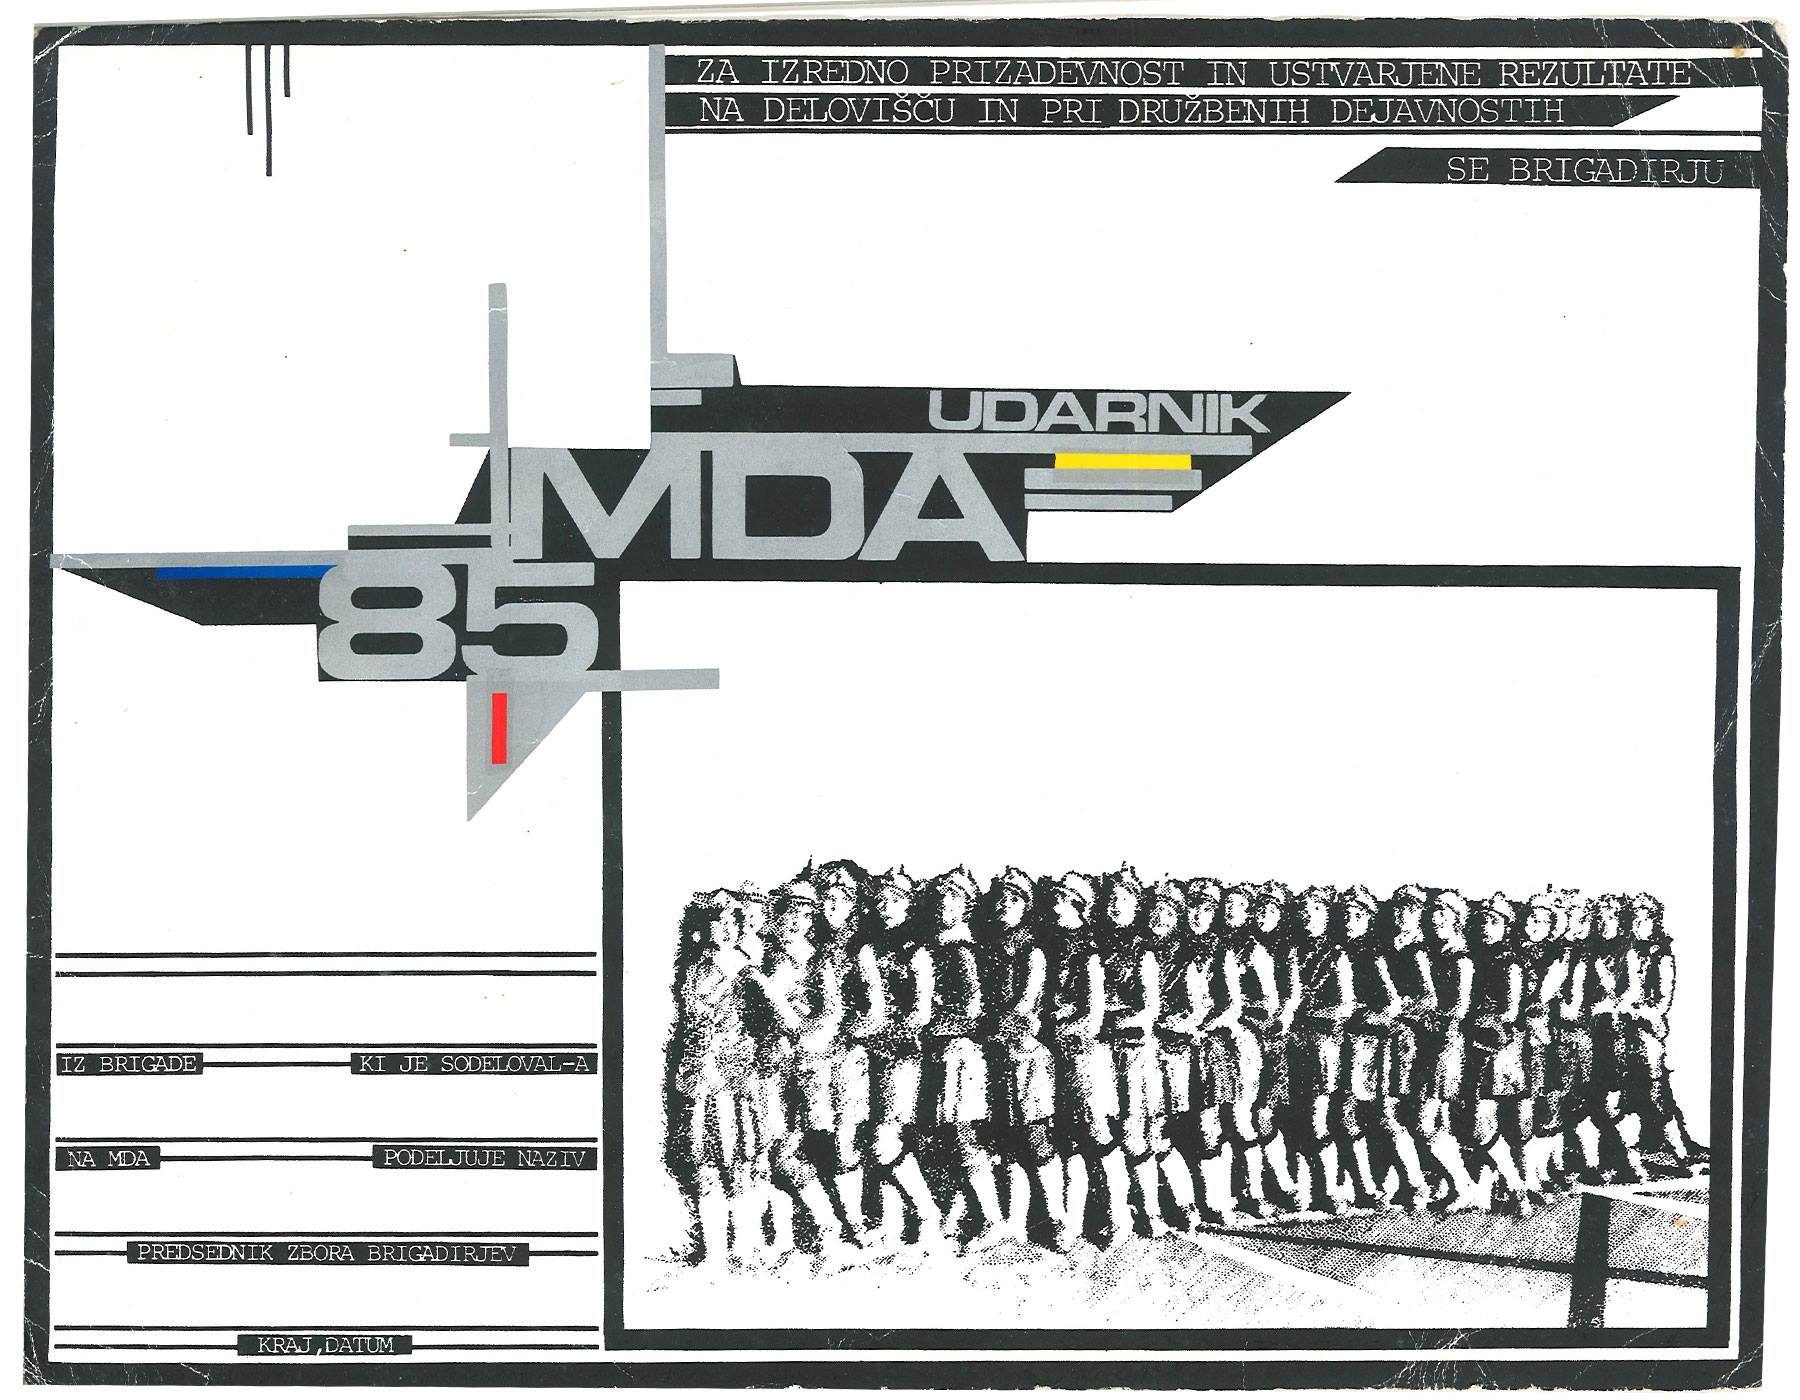 ZA IZREDNO PRIZADEVNOST IN USTVARJENE REZULTATE
NA DELOVIŠČU IN PRI DRUŽBENIH DEJAVNOSTIH
SE BRIGADIRJU
UDARNIK
MDA
85
IZ BRIGADE KI JE SODELOVAL-A
NA MDA PODELJUJE NAZIV
PREDSEDNIK ZBORA BRIGADIRJEV
KRAJ, DATUM